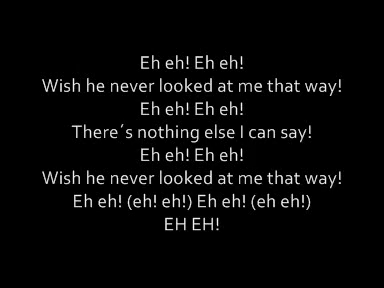 Eh eh! Eh eh!
Wish he never looked at me that way!
Eh eh! Eh eh!
There´s nothing else I can say!
Eh eh! Eh eh!
Wish he never looked at me that way!
Eh eh! (eh! eh!) Eh eh! (eh eh!)
EH EH!